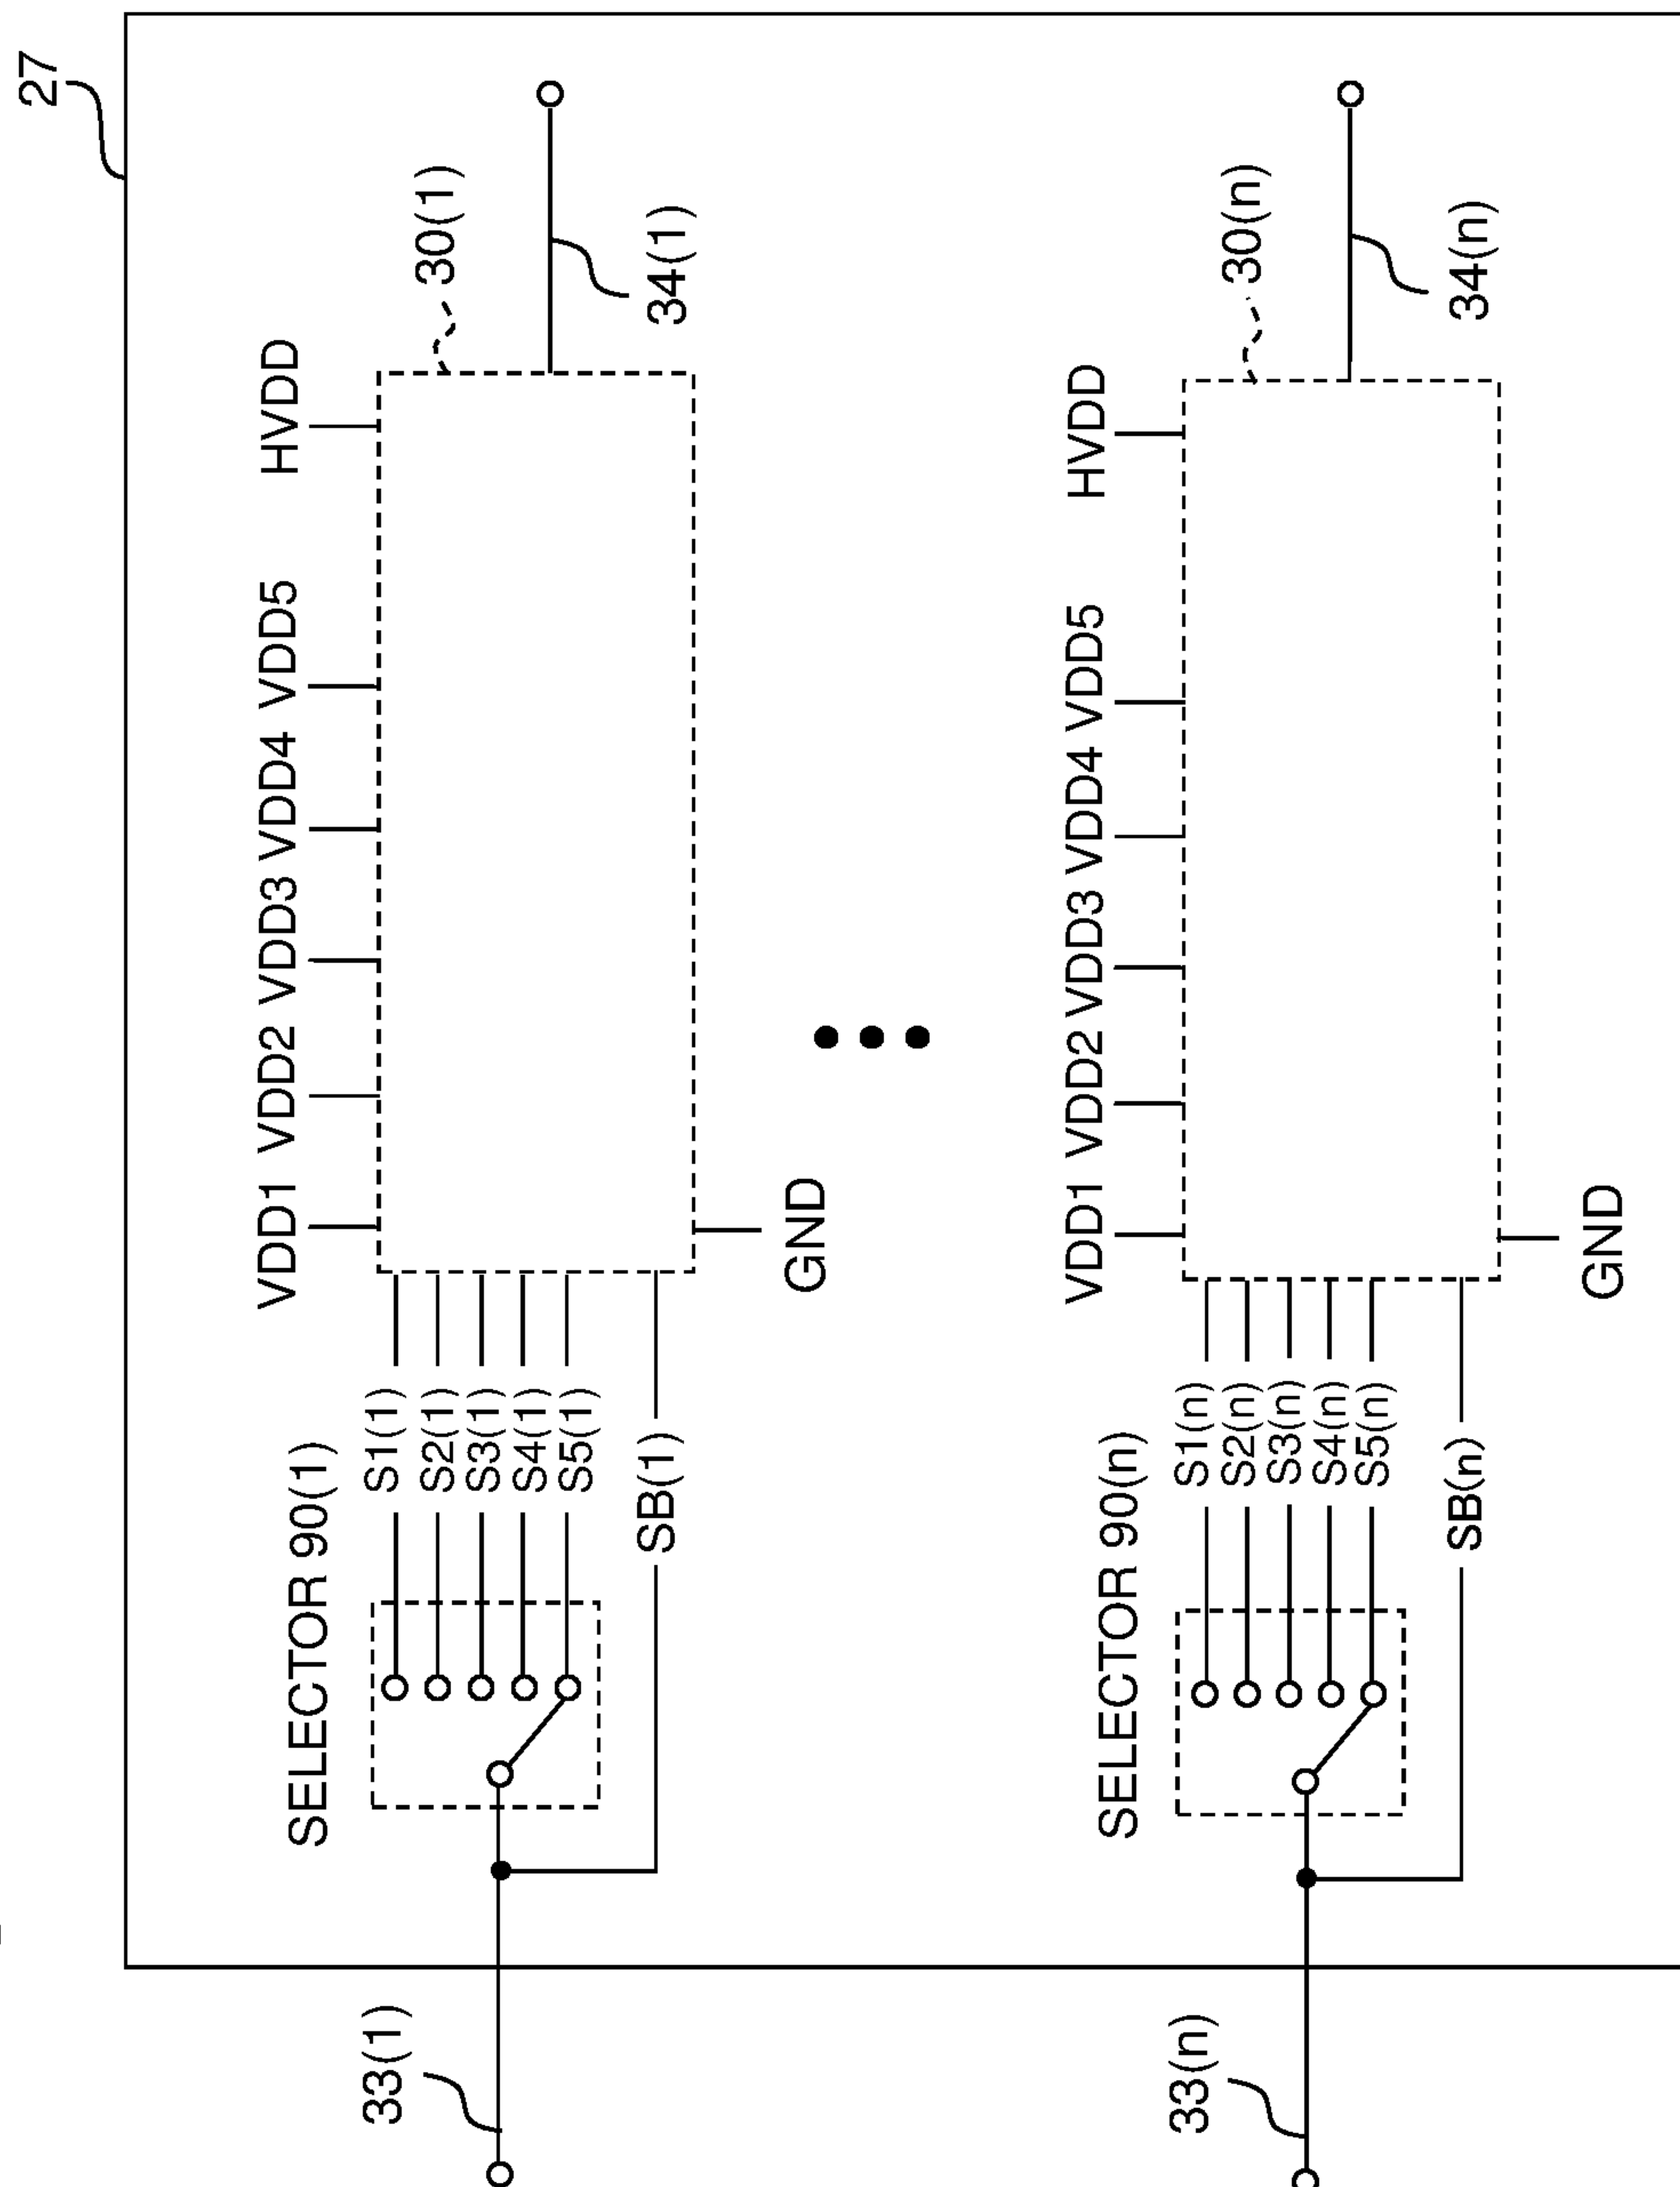 27
VDD1 VDD2 VDD3 VDD4 VDD5 HVDD
30(1)
SELECTOR 90(1)
S1(1)
S2(1)
S3(1)
S4(1)
S5(1)
33(1)
34(1)
SB(1)
GND
VDD1 VDD2 VDD3 VDD4 VDD5 HVDD
30(n)
SELECTOR 90(n)
S1(n)
S2(n)
S3(n)
S4(n)
S5(n)
33(n)
34(n)
SB(n)
GND